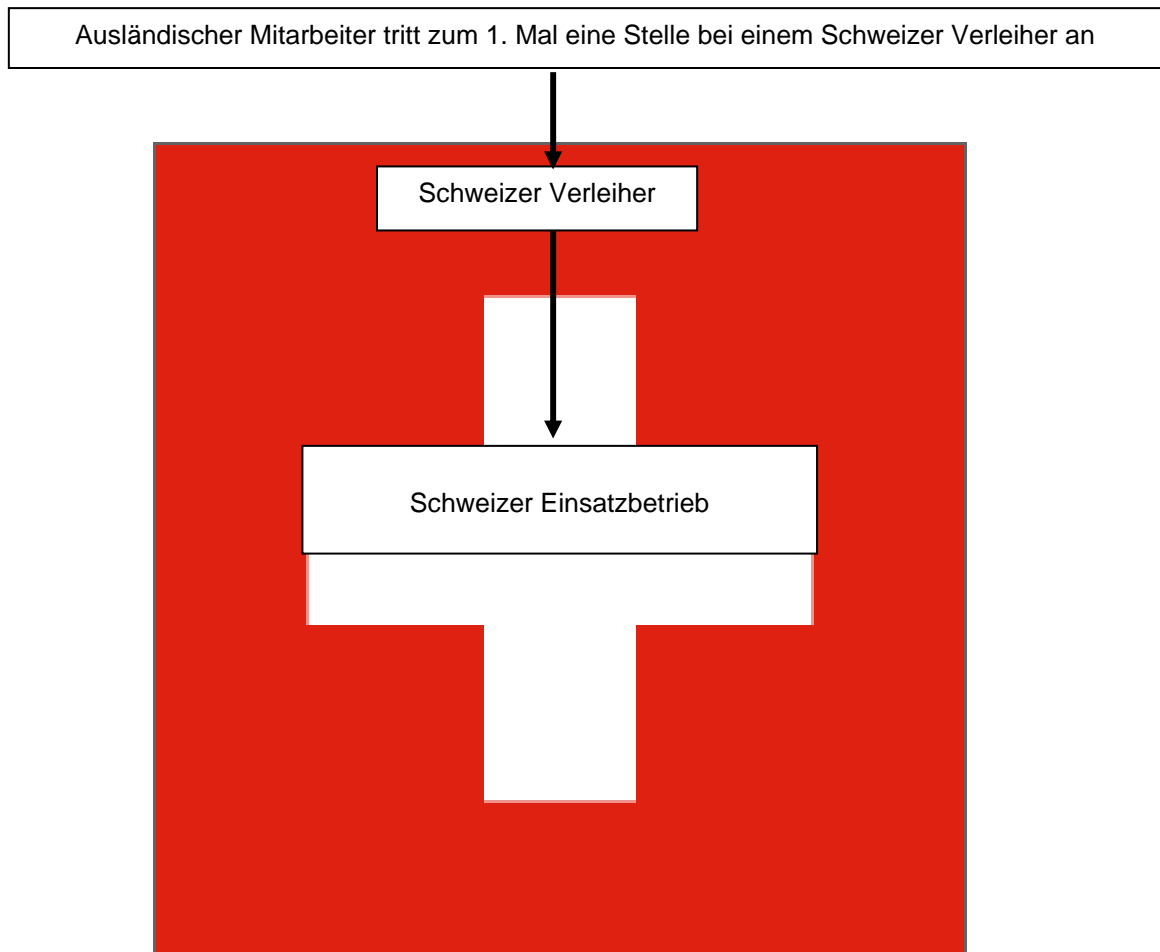 Ausländischer Mitarbeiter tritt zum 1. Mal eine Stelle bei einem Schweizer Verleiher an
Schweizer Verleiher
Schweizer Einsatzbetrieb